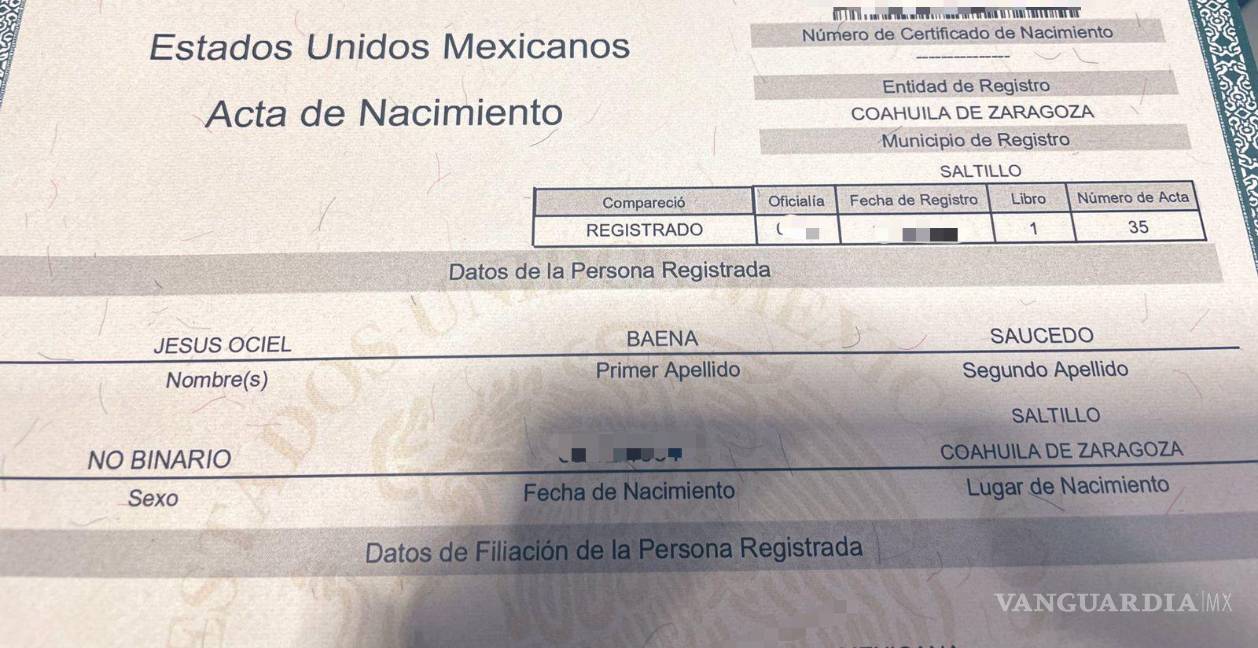 Estados Unidos Mexicanos
Acta de Nacimiento
Número de Certificado de Nacimiento
---------------
Entidad de Registro
COAHUILA DE ZARAGOZA
Municipio de Registro
SALTILLO
Compareció Oficialía Fecha de Registro Libro Número de Acta
REGISTRADO 1 35
Datos de la Persona Registrada
JESUS OCIEL BAENA SAUCEDO
Nombre(s) Primer Apellido Segundo Apellido
SALTILLO
NO BINARIO COAHUILA DE ZARAGOZA
Sexo Fecha de Nacimiento Lugar de Nacimiento
Datos de Filiación de la Persona Registrada
ESTADOS UNIDOS MEXIC
VANGUARDIA|MX